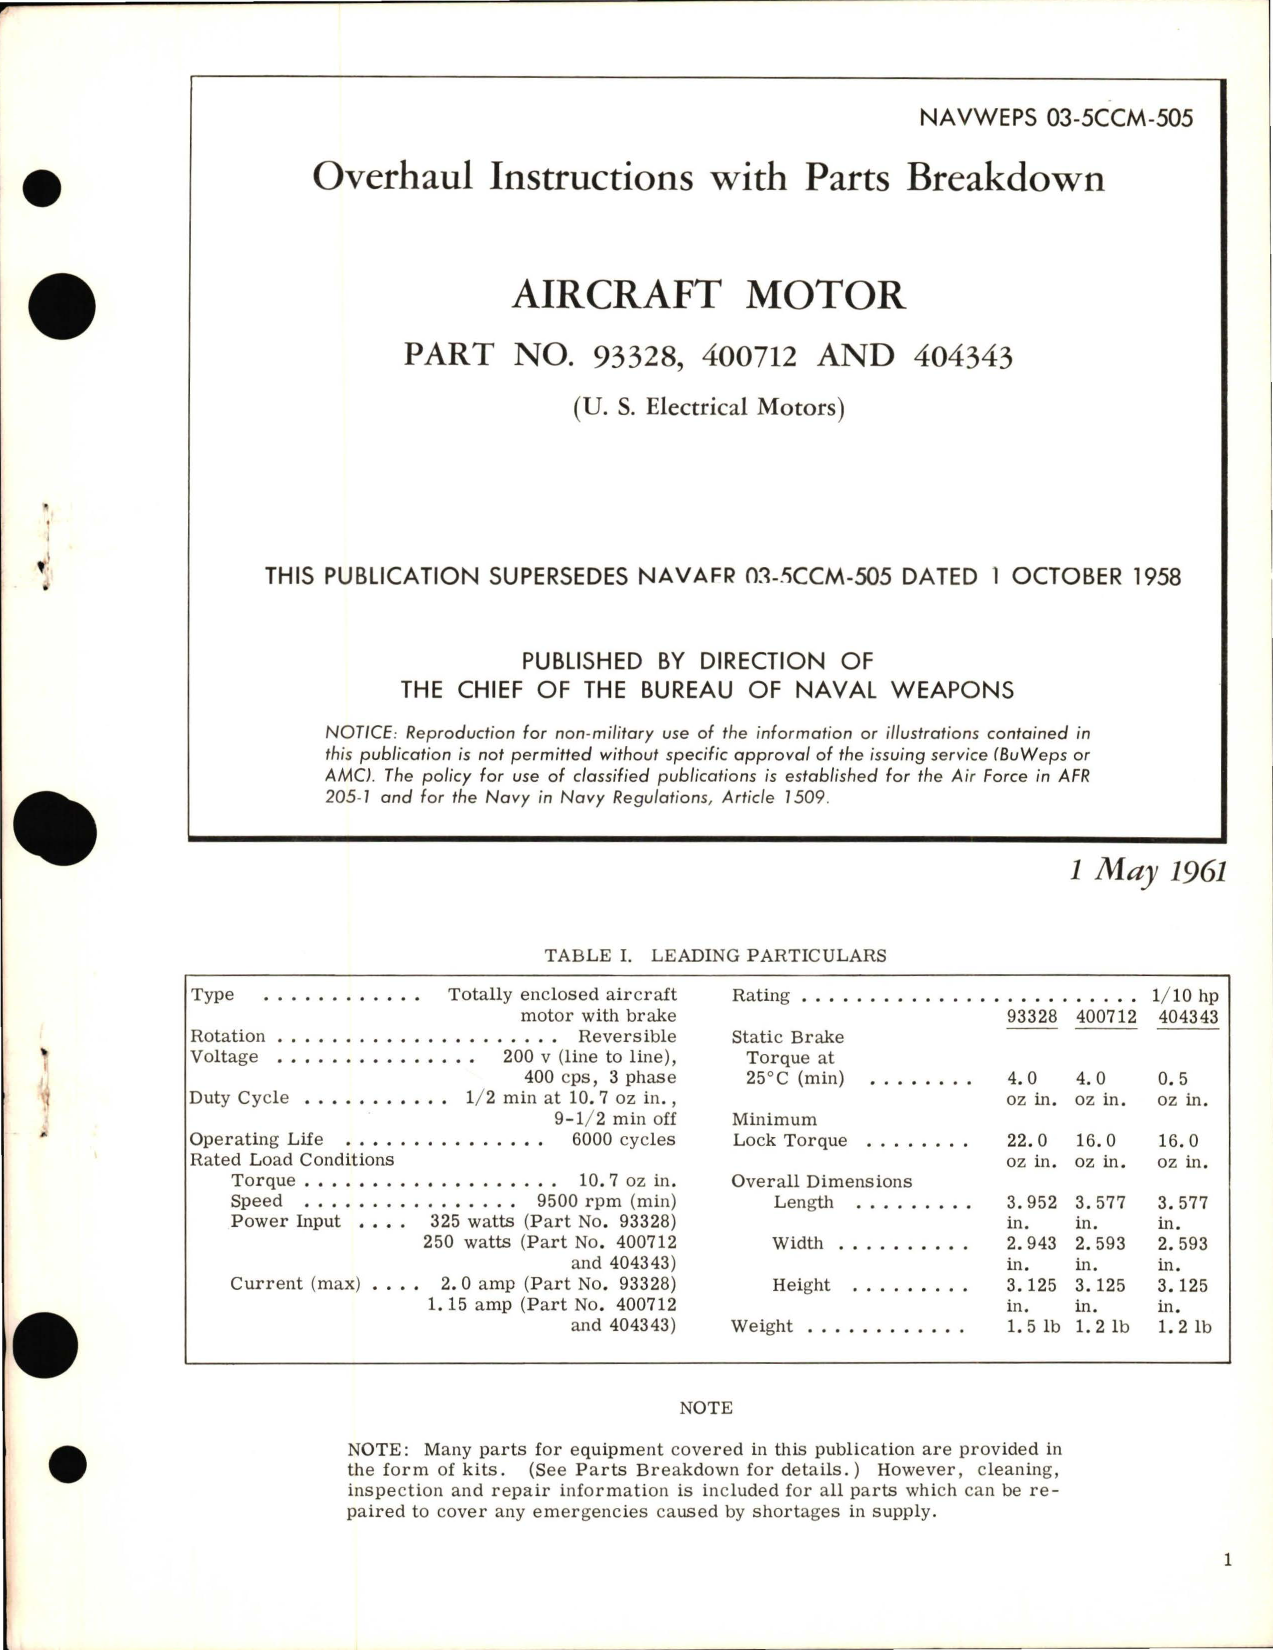 NAVWEPS 03-5CCM-505
Overhaul Instructions with Parts Breakdown
AIRCRAFT MOTOR
PART NO. 93328, 400712 AND 404343
(U. S. Electrical Motors)
THIS PUBLICATION SUPERSEDES NAVAFR 03-5CCM-505 DATED 1 OCTOBER 1958
PUBLISHED BY DIRECTION OF
THE CHIEF OF THE BUREAU OF NAVAL WEAPONS
NOTICE: Reproduction for non-military use of the information or illustrations contained in
this publication is not permitted without specific approval of the issuing service (BuWeps or
AMC). The policy for use of classified publications is established for the Air Force in AFR
205-1 and for the Navy in Navy Regulations, Article 1509.
1 May 1961
TABLE I. LEADING PARTICULARS
Type . . . . . . . . . . . . Totally enclosed aircraft
motor with brake
Rotation . . . . . . . . . . . . . . . . . . . . . Reversible
Voltage . . . . . . . . . . . . . . . 200 v (line to line),
400 cps, 3 phase
Duty Cycle . . . . . . . . . . . 1/2 min at 10.7 oz in.,
9-1/2 min off
Operating Life . . . . . . . . . . . . . . . 6000 cycles
Rated Load Conditions
Torque . . . . . . . . . . . . . . . . . . . 10.7 oz in.
Speed . . . . . . . . . . . . . . . . 9500 rpm (min)
Power Input . . . . 325 watts (Part No. 93328)
250 watts (Part No. 400712
and 404343)
Current (max) . . . . 2.0 amp (Part No. 93328)
1.15 amp (Part No. 400712
and 404343)
Rating . . . . . . . . . . . . . . . . . . . . . . . . . 1/10 hp
93328 400712 404343
Static Brake
Torque at
25°C (min) . . . . . . . . 4.0 4.0 0.5
oz in. oz in. oz in.
Minimum
Lock Torque . . . . . . . . 22.0 16.0 16.0
oz in. oz in. oz in.
Overall Dimensions
Length . . . . . . . . . 3.952 3.577 3.577
in. in. in.
Width . . . . . . . . . . 2.943 2.593 2.593
in. in. in.
Height . . . . . . . . . 3.125 3.125 3.125
in. in. in.
Weight . . . . . . . . . . . . 1.5 lb 1.2 lb 1.2 lb
NOTE
NOTE: Many parts for equipment covered in this publication are provided in
the form of kits. (See Parts Breakdown for details.) However, cleaning,
inspection and repair information is included for all parts which can be re-
paired to cover any emergencies caused by shortages in supply.
1